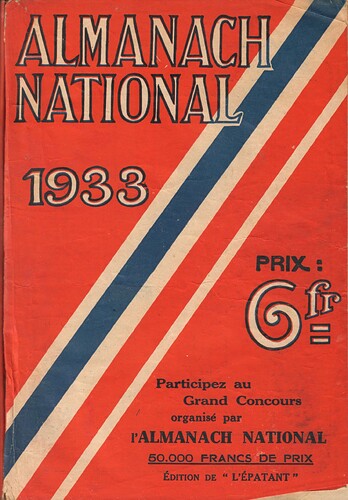 ALMANACH
NATIONAL
1933
PRIX :
6fr
Participez au
Grand Concours
organisé par
l'ALMANACH NATIONAL
50.000 FRANCS DE PRIX
ÉDITION DE " L'ÉPATANT "